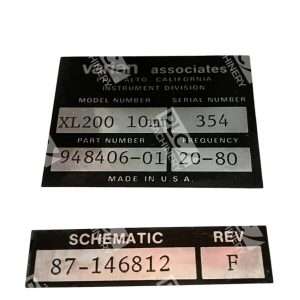 varian associates
PALO ALTO CALIFORNIA
INSTRUMENT DIVISION
MODEL NUMBER SERIAL NUMBER
XL200 10mm 354
PART NUMBER FREQUENCY
948406-01 20-80
MADE IN U.S.A.
SCHEMATIC REV
87-146812 F